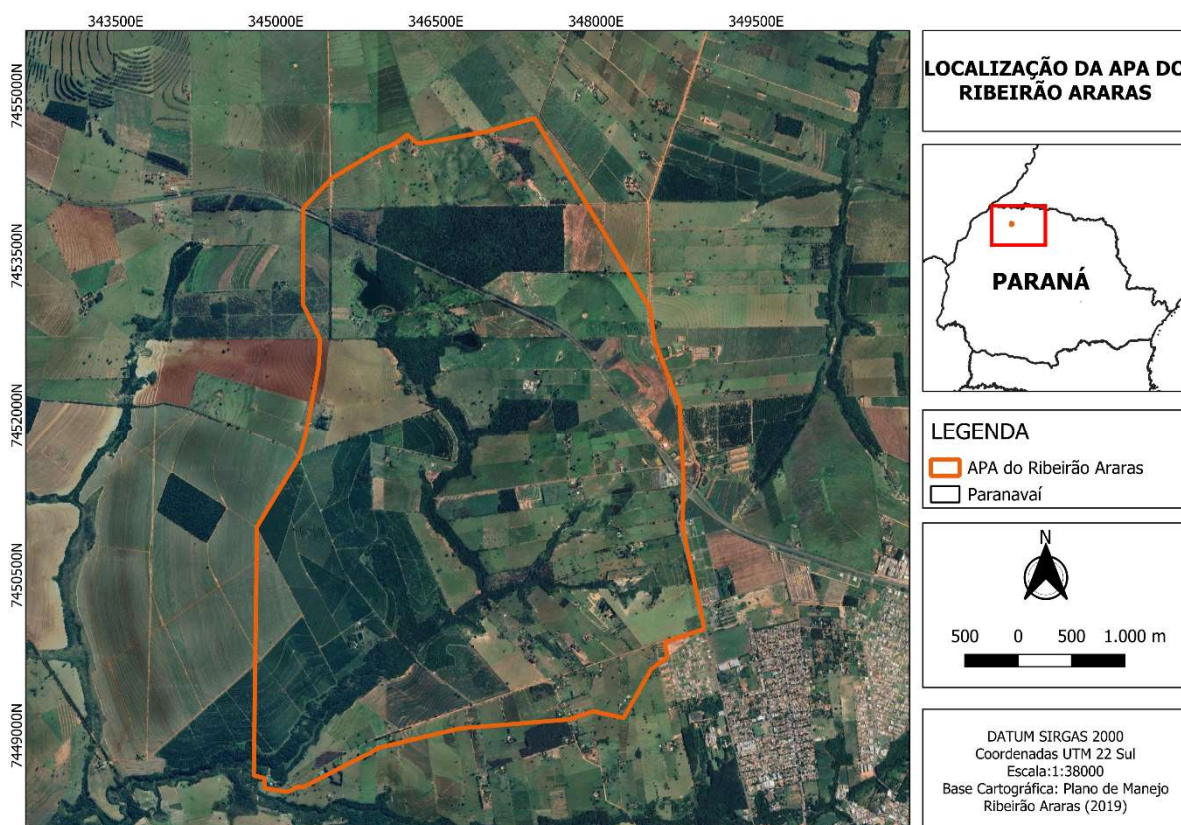 343500E
345000E
346500E
348000E
349500E
7455000N
7453500N
7452000N
7450500N
7449000N
LOCALIZAÇÃO DA APA DO
RIBEIRÃO ARARAS
PARANÁ
LEGENDA
APA do Ribeirão Araras
Paranavaí
N
500 0 500 1.000 m
DATUM SIRGAS 2000
Coordenadas UTM 22 Sul
Escala:1:38000
Base Cartográfica: Plano de Manejo
Ribeirão Araras (2019)